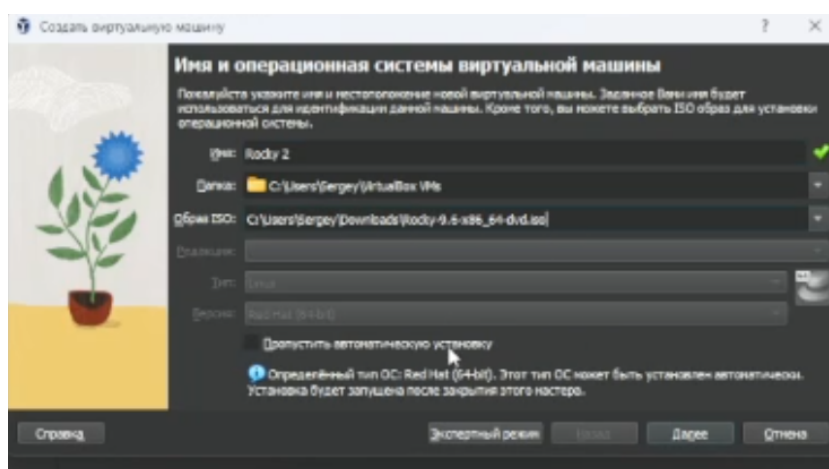 Создать виртуальную машину
?
Имя и операционная системы виртуальной машины
Пожалуйста укажите имя и местоположение новой виртуальной машины. Заданное Вами имя будет
использоваться для идентификации данной машины. Кроме того, вы можете выбрать ISO образ для установки
операционной системы.
Имя: Rocky 2
Папка: C:\Users\Sergey\VirtualBox VMs
Образ ISO: C:\Users\Sergey\Downloads\Rocky-9.6-x86_64-dvd.iso
Редакция:
Тип: Linux
Версия: Red Hat (64-bit)
Пропустить автоматическую установку
Определённый тип ОС: Red Hat (64-bit). Этот тип ОС может быть установлен автоматически.
Установка будет запущена после закрытия этого мастера.
Справка Экспертный режим Назад Далее Отмена